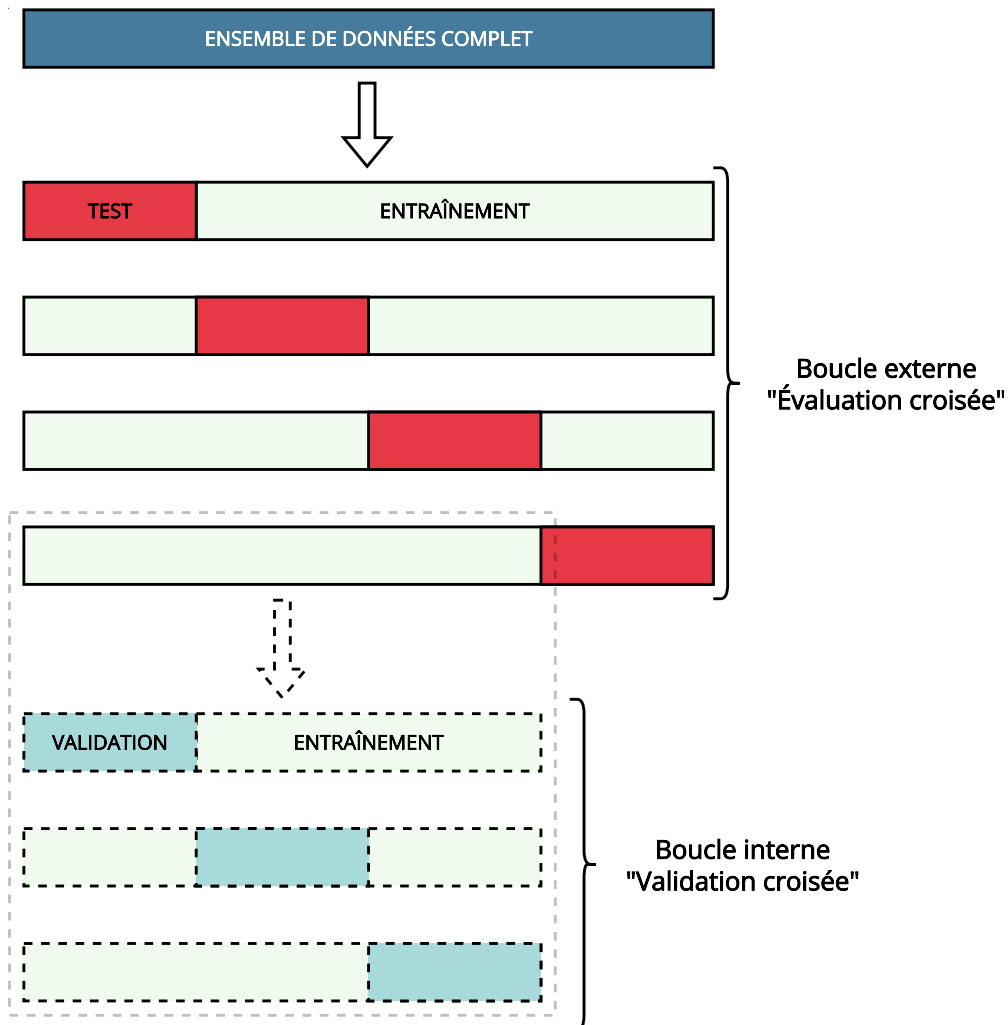 ENSEMBLE DE DONNÉES COMPLET
TEST
ENTRAÎNEMENT
Boucle externe
"Évaluation croisée"
VALIDATION
ENTRAÎNEMENT
Boucle interne
"Validation croisée"